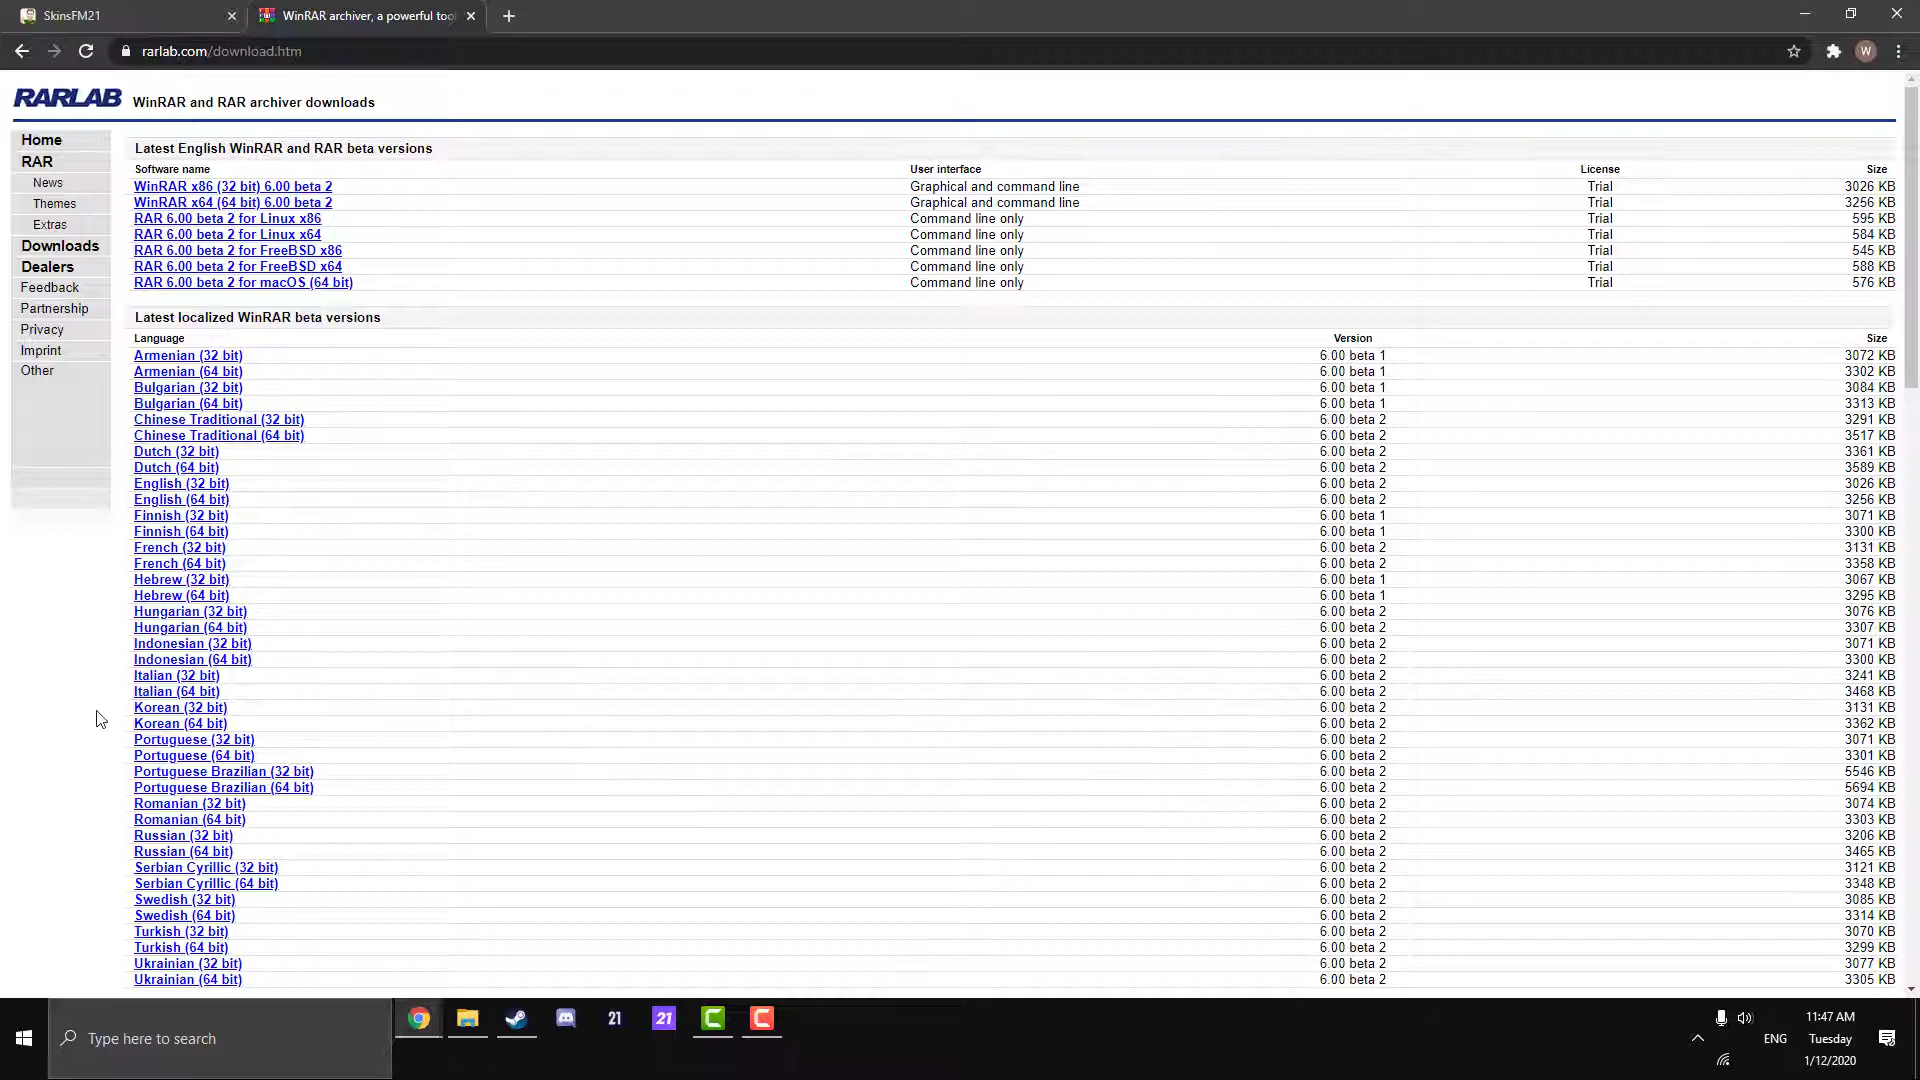 SkinsFM21
WinRAR archiver, a powerful too
rarlab.com/download.htm
W
RARLAB WinRAR and RAR archiver downloads
Home
RAR
News
Themes
Extras
Downloads
Dealers
Feedback
Partnership
Privacy
Imprint
Other
Latest English WinRAR and RAR beta versions
Software name User interface License Size
WinRAR x86 (32 bit) 6.00 beta 2 Graphical and command line Trial 3026 KB
WinRAR x64 (64 bit) 6.00 beta 2 Graphical and command line Trial 3256 KB
RAR 6.00 beta 2 for Linux x86 Command line only Trial 595 KB
RAR 6.00 beta 2 for Linux x64 Command line only Trial 584 KB
RAR 6.00 beta 2 for FreeBSD x86 Command line only Trial 545 KB
RAR 6.00 beta 2 for FreeBSD x64 Command line only Trial 588 KB
RAR 6.00 beta 2 for macOS (64 bit) Command line only Trial 576 KB
Latest localized WinRAR beta versions
Language Version Size
Armenian (32 bit) 6.00 beta 1 3072 KB
Armenian (64 bit) 6.00 beta 1 3302 KB
Bulgarian (32 bit) 6.00 beta 1 3084 KB
Bulgarian (64 bit) 6.00 beta 1 3313 KB
Chinese Traditional (32 bit) 6.00 beta 2 3291 KB
Chinese Traditional (64 bit) 6.00 beta 2 3517 KB
Dutch (32 bit) 6.00 beta 2 3361 KB
Dutch (64 bit) 6.00 beta 2 3589 KB
English (32 bit) 6.00 beta 2 3026 KB
English (64 bit) 6.00 beta 2 3256 KB
Finnish (32 bit) 6.00 beta 1 3071 KB
Finnish (64 bit) 6.00 beta 1 3300 KB
French (32 bit) 6.00 beta 2 3131 KB
French (64 bit) 6.00 beta 2 3358 KB
Hebrew (32 bit) 6.00 beta 1 3067 KB
Hebrew (64 bit) 6.00 beta 1 3295 KB
Hungarian (32 bit) 6.00 beta 2 3076 KB
Hungarian (64 bit) 6.00 beta 2 3307 KB
Indonesian (32 bit) 6.00 beta 2 3071 KB
Indonesian (64 bit) 6.00 beta 2 3300 KB
Italian (32 bit) 6.00 beta 2 3241 KB
Italian (64 bit) 6.00 beta 2 3468 KB
Korean (32 bit) 6.00 beta 2 3131 KB
Korean (64 bit) 6.00 beta 2 3362 KB
Portuguese (32 bit) 6.00 beta 2 3071 KB
Portuguese (64 bit) 6.00 beta 2 3301 KB
Portuguese Brazilian (32 bit) 6.00 beta 2 5546 KB
Portuguese Brazilian (64 bit) 6.00 beta 2 5694 KB
Romanian (32 bit) 6.00 beta 2 3074 KB
Romanian (64 bit) 6.00 beta 2 3303 KB
Russian (32 bit) 6.00 beta 2 3206 KB
Russian (64 bit) 6.00 beta 2 3465 KB
Serbian Cyrillic (32 bit) 6.00 beta 2 3121 KB
Serbian Cyrillic (64 bit) 6.00 beta 2 3348 KB
Swedish (32 bit) 6.00 beta 2 3085 KB
Swedish (64 bit) 6.00 beta 2 3314 KB
Turkish (32 bit) 6.00 beta 2 3070 KB
Turkish (64 bit) 6.00 beta 2 3299 KB
Ukrainian (32 bit) 6.00 beta 2 3077 KB
Ukrainian (64 bit) 6.00 beta 2 3305 KB
Type here to search
21
21
ENG
11:47 AM
Tuesday
1/12/2020